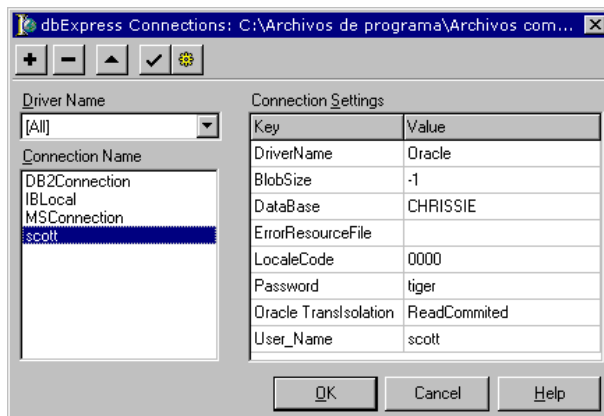 dbExpress Connections: C:\Archivos de programa\Archivos com...
Driver Name
[All]
Connection Name
DB2Connection
IBLocal
MSConnection
scott
Connection Settings
Key Value
DriverName Oracle
BlobSize -1
DataBase CHRISSIE
ErrorResourceFile
LocaleCode 0000
Password tiger
Oracle TransIsolation ReadCommited
User_Name scott
OK Cancel Help